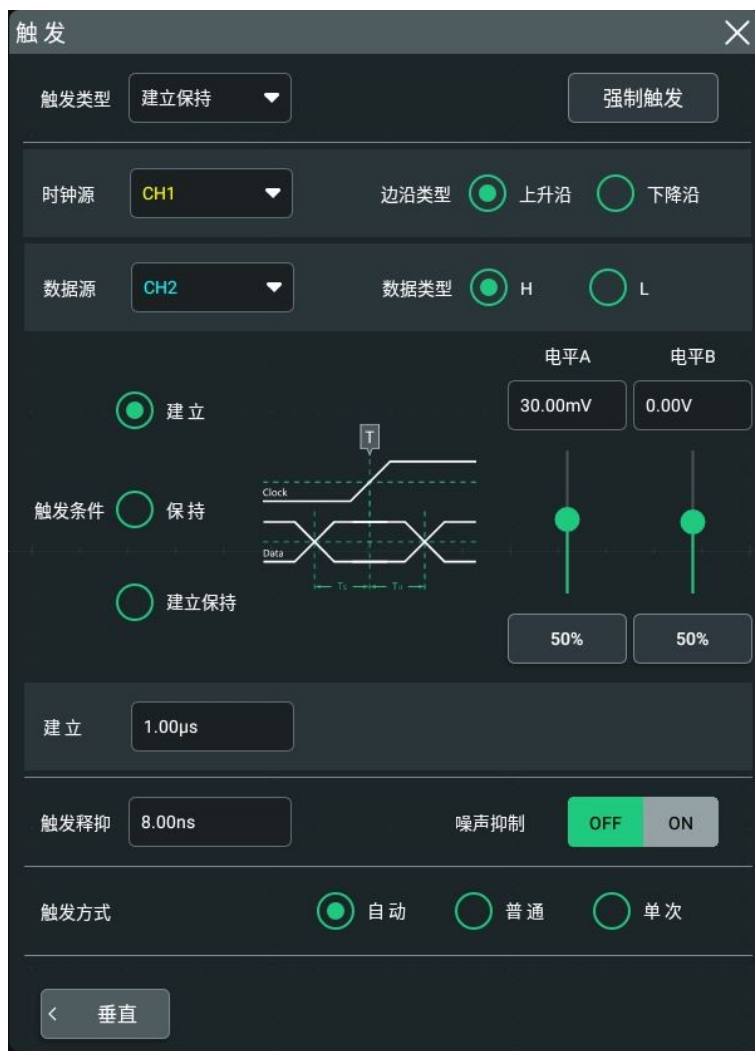 触发
触发类型 建立保持 强制触发
时钟源 CH1 边沿类型 上升沿 下降沿
数据源 CH2 数据类型 H L
电平A 电平B
建立 30.00mV 0.00V
T
Clock
触发条件 保持
Data
Ts TH
建立保持
50% 50%
建立 1.00μs
触发释抑 8.00ns 噪声抑制 OFF ON
触发方式 自动 普通 单次
< 垂直